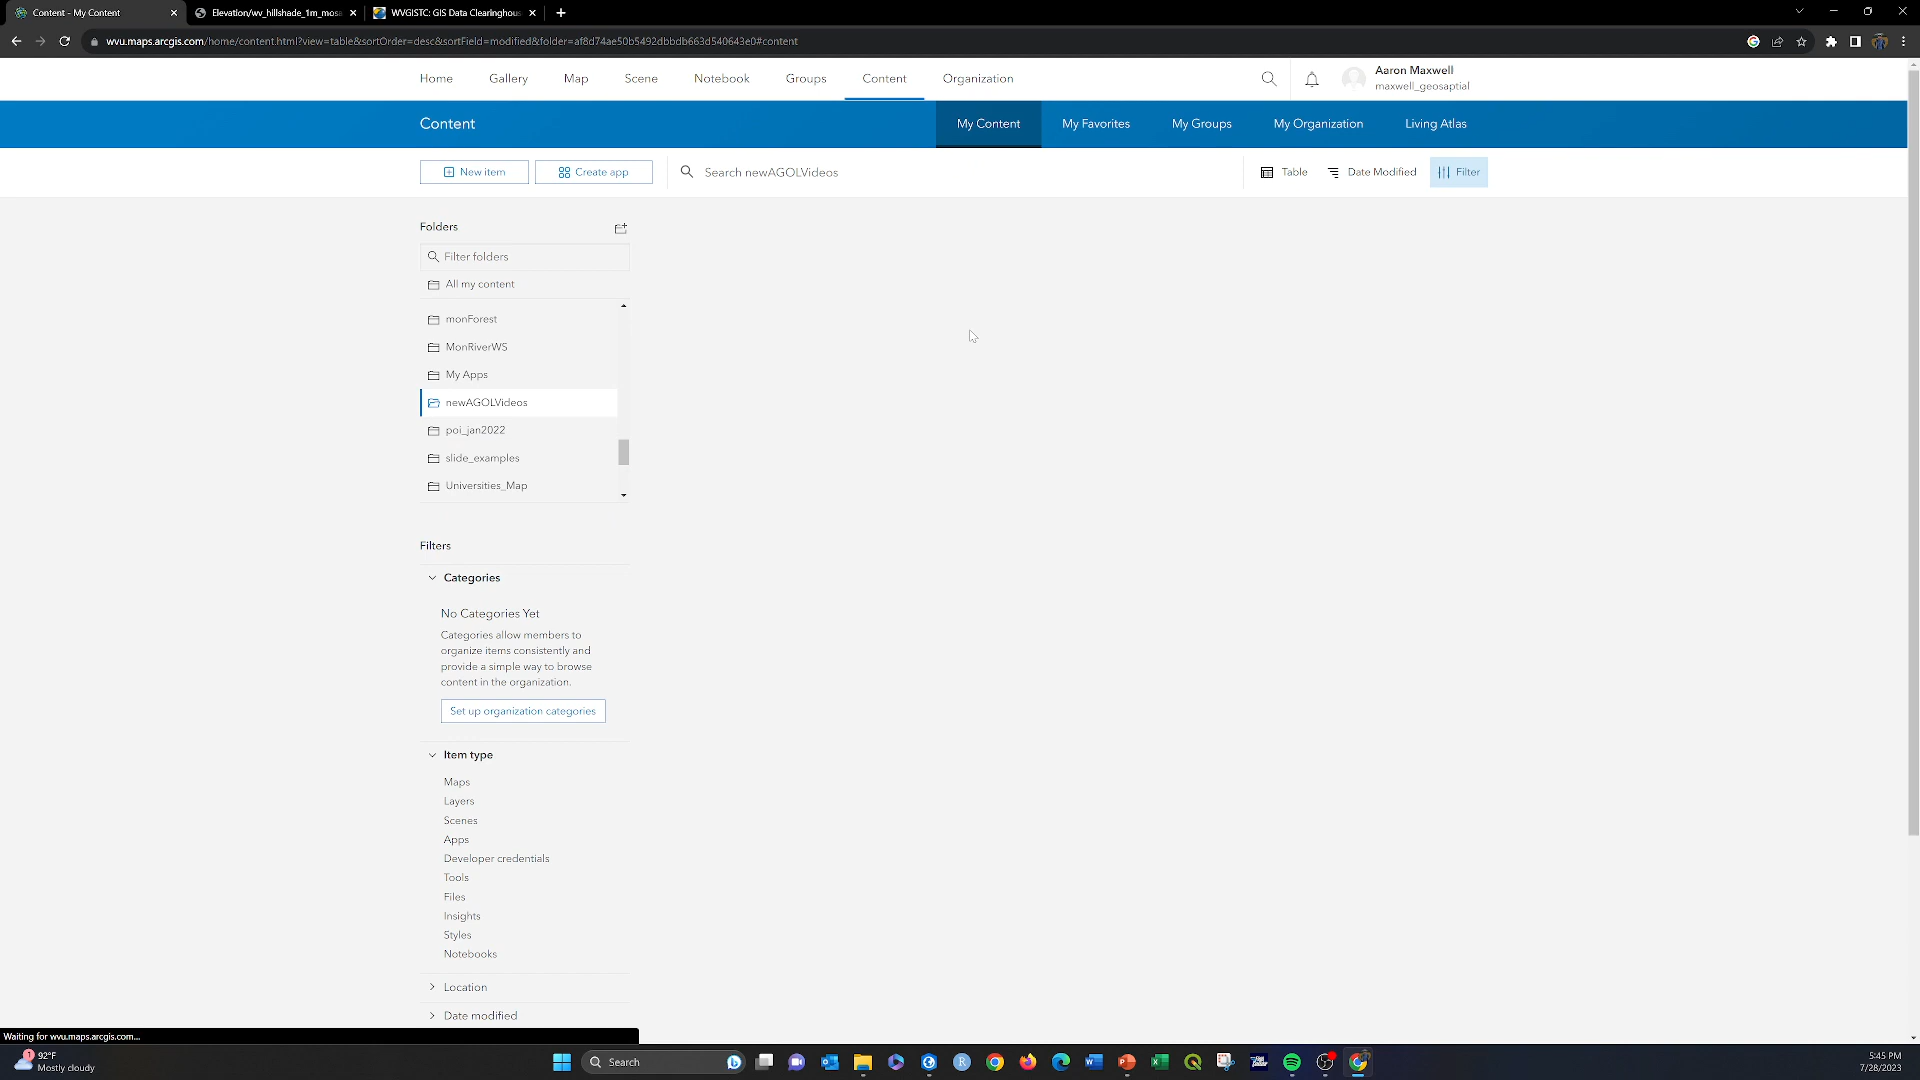 Content - My Content
Elevation/wv_hillshade_1m_mosa
WVGISTC: GIS Data Clearinghous
wvu.maps.arcgis.com/home/content.html?view=table&sortOrder=desc&sortField=modified&folder=af8d74ae50b5492dbbdb663d540643e0#content
Home Gallery Map Scene Notebook Groups Content Organization
Aaron Maxwell
maxwell_geosaptial
Content
My Content My Favorites My Groups My Organization Living Atlas
New item Create app Search newAGOLVideos Table Date Modified Filter
Folders
Filter folders
All my content
monForest
MonRiverWS
My Apps
newAGOLVideos
poi_jan2022
slide_examples
Universities_Map
Filters
Categories
No Categories Yet
Categories allow members to
organize items consistently and
provide a simple way to browse
content in the organization.
Set up organization categories
Item type
Maps
Layers
Scenes
Apps
Developer credentials
Tools
Files
Insights
Styles
Notebooks
Location
Date modified
Waiting for wvu.maps.arcgis.com...
1
92°F
Mostly cloudy
Search
5:45 PM
7/28/2023